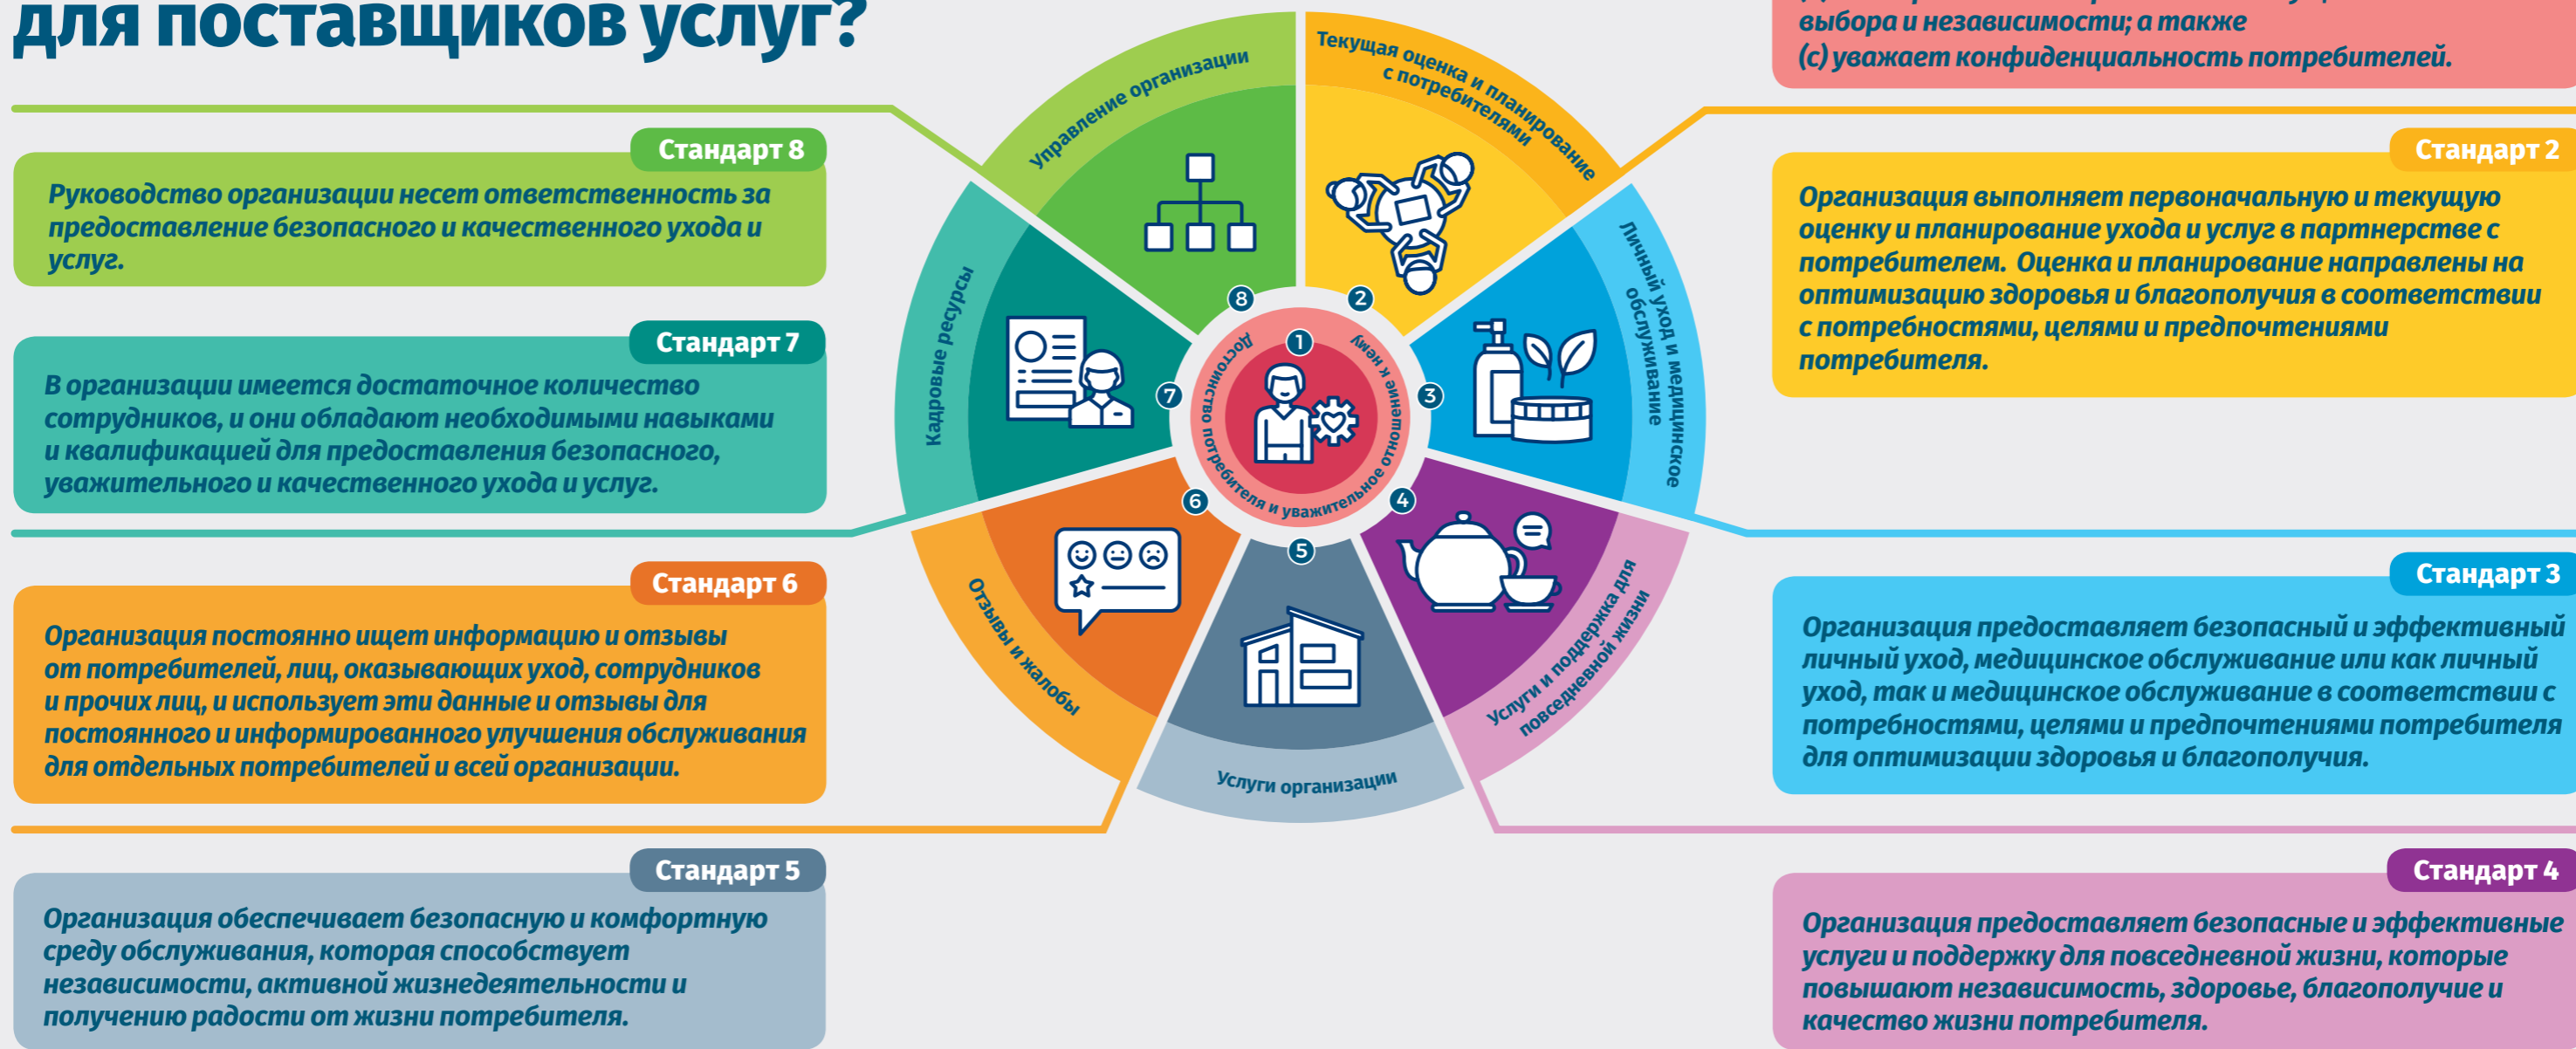 для поставщиков услуг?
выбора и независимости; а также
(c) уважает конфиденциальность потребителей.
Стандарт 8
Руководство организации несет ответственность за
предоставление безопасного и качественного ухода и
услуг.
Стандарт 7
В организации имеется достаточное количество
сотрудников, и они обладают необходимыми навыками
и квалификацией для предоставления безопасного,
уважительного и качественного ухода и услуг.
Стандарт 6
Организация постоянно ищет информацию и отзывы
от потребителей, лиц, оказывающих уход, сотрудников
и прочих лиц, и использует эти данные и отзывы для
постоянного и информированного улучшения обслуживания
для отдельных потребителей и всей организации.
Стандарт 5
Организация обеспечивает безопасную и комфортную
среду обслуживания, которая способствует
независимости, активной жизнедеятельности и
получению радости от жизни потребителя.
Управление организации
Текущая оценка и планирование
с потребителями
Личный уход и медицинское
обслуживание
Услуги и поддержка для
повседневной жизни
Услуги организации
Отзывы и жалобы
Кадровые ресурсы
Достоинство потребителя и уважительное отношение к нему
1
2
3
4
5
6
7
8
Стандарт 2
Организация выполняет первоначальную и текущую
оценку и планирование ухода и услуг в партнерстве с
потребителем. Оценка и планирование направлены на
оптимизацию здоровья и благополучия в соответствии
с потребностями, целями и предпочтениями
потребителя.
Стандарт 3
Организация предоставляет безопасный и эффективный
личный уход, медицинское обслуживание или как личный
уход, так и медицинское обслуживание в соответствии с
потребностями, целями и предпочтениями потребителя
для оптимизации здоровья и благополучия.
Стандарт 4
Организация предоставляет безопасные и эффективные
услуги и поддержку для повседневной жизни, которые
повышают независимость, здоровье, благополучие и
качество жизни потребителя.